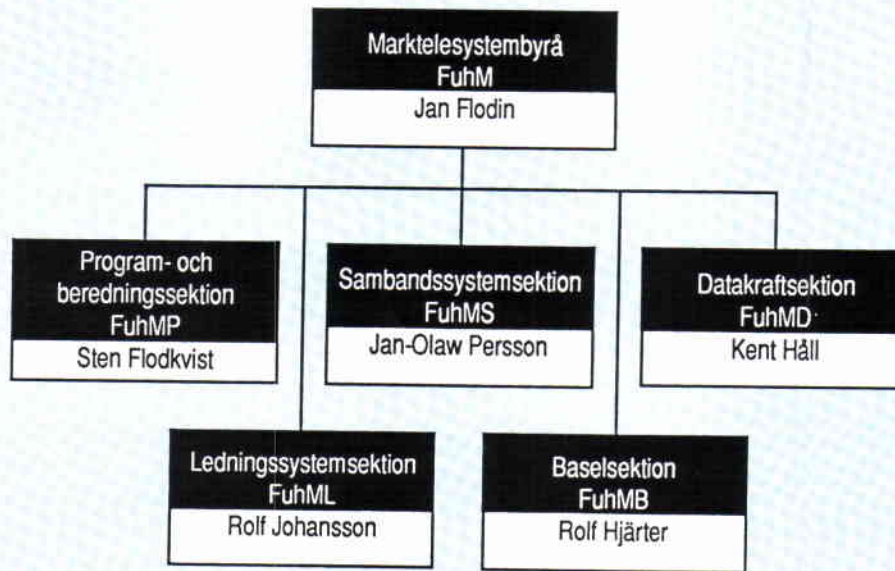 Marktelesystembyrå
FuhM
Jan Flodin
Program- och
beredningssektion
FuhMP
Sten Flodkvist
Sambandssystemsektion
FuhMS
Jan-Olaw Persson
Datakraftsektion
FuhMD
Kent Håll
Ledningssystemsektion
FuhML
Rolf Johansson
Baselsektion
FuhMB
Rolf Hjärter